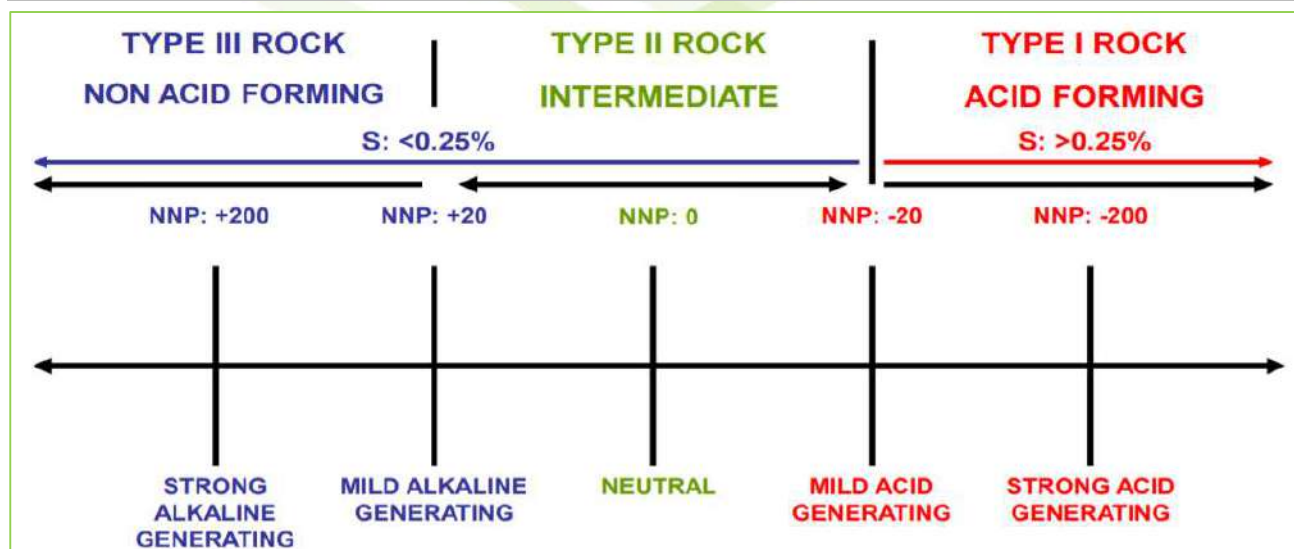 TYPE III ROCK
NON ACID FORMING
TYPE II ROCK
INTERMEDIATE
TYPE I ROCK
ACID FORMING
S: <0.25%
S: >0.25%
NNP: +200
NNP: +20
NNP: 0
NNP: -20
NNP: -200
STRONG
ALKALINE
GENERATING
MILD ALKALINE
GENERATING
NEUTRAL
MILD ACID
GENERATING
STRONG ACID
GENERATING